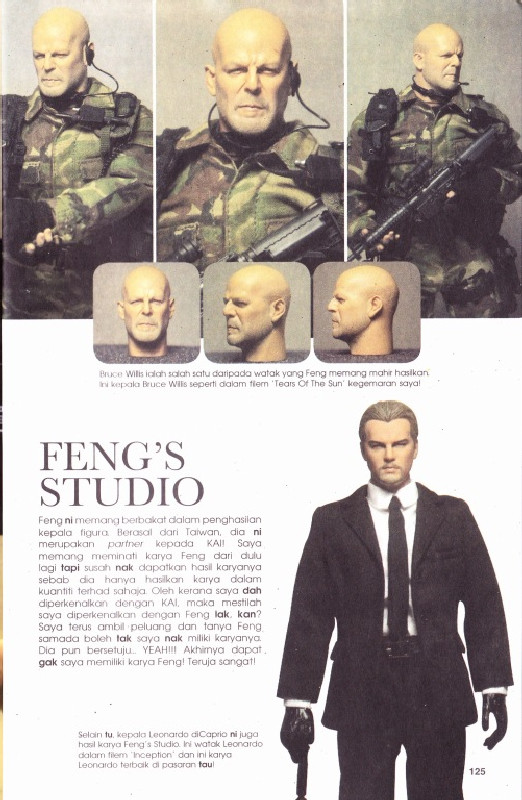 Bruce Willis ialah salah satu daripada watak yang Feng memang mahir hasilkan.
Ini kepala Bruce Willis seperti dalam filem 'Tears Of The Sun' kegemaran saya!
FENG'S
STUDIO
Feng ni memang berbakat dalam penghasilan
kepala figura. Berasal dari Taiwan, dia ni
merupakan partner kepada KAI! Saya
memang meminati karya Feng dari dulu
lagi tapi susah nak dapatkan hasil karyanya
sebab dia hanya hasilkan karya dalam
kuantiti terhad sahaja. Oleh kerana saya dah
diperkenalkan dengan KAI, maka mestilah
saya diperkenalkan dengan Feng lak, kan?
Saya terus ambil peluang dan tanya Feng
samada boleh tak saya nak miliki karyanya.
Dia pun bersetuju... YEAH!!! Akhirnya dapat
gak saya memiliki karya Feng! Teruja sangat!
Selain tu, kepala Leonardo diCaprio ni juga
hasil karya Feng's Studio. Ini watak Leonardo
dalam filem 'Inception' dan ini karya
Leonardo terbaik di pasaran tau!
125